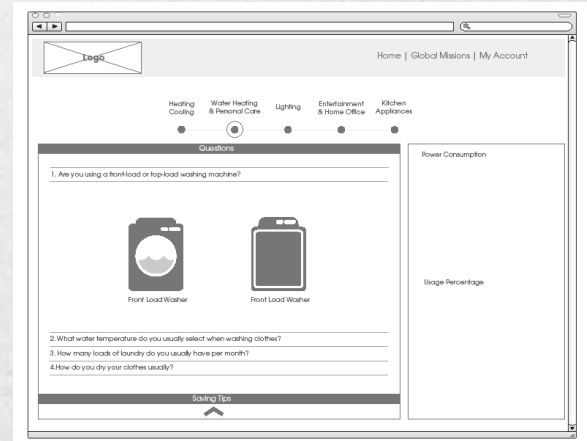 Logo
Home | Global Missions | My Account
Heating Cooling
Water Heating & Personal Care
Lighting
Entertainment & Home Office
Kitchen Appliances
Questions
1. Are you using a front-load or top-load washing machine?
Front Load Washer
Front Load Washer
2. What water temperature do you usually select when washing clothes?
3. How many loads of laundry do you usually have per month?
4.How do you dry your clothes usually?
Saving Tips
Power Consumption
Usage Percentage